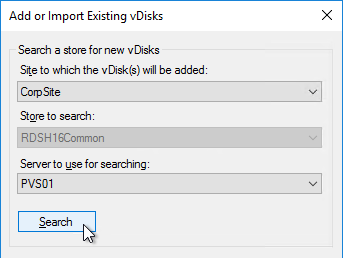 Add or Import Existing vDisks
Search a store for new vDisks
Site to which the vDisk(s) will be added:
CorpSite
Store to search:
RDSH16Common
Server to use for searching:
PVS01
Search